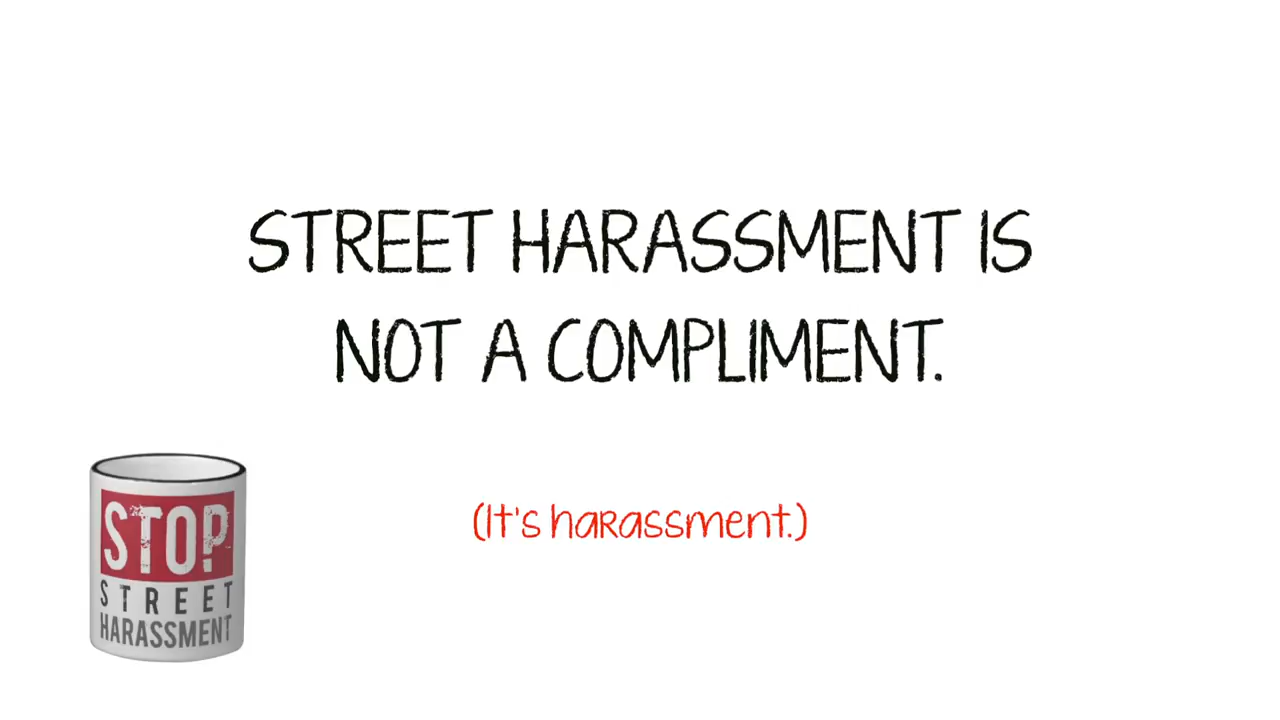 STREET HARASSMENT IS
NOT A COMPLIMENT.
(It's harassment.)
STOP
STREET
HARASSMENT